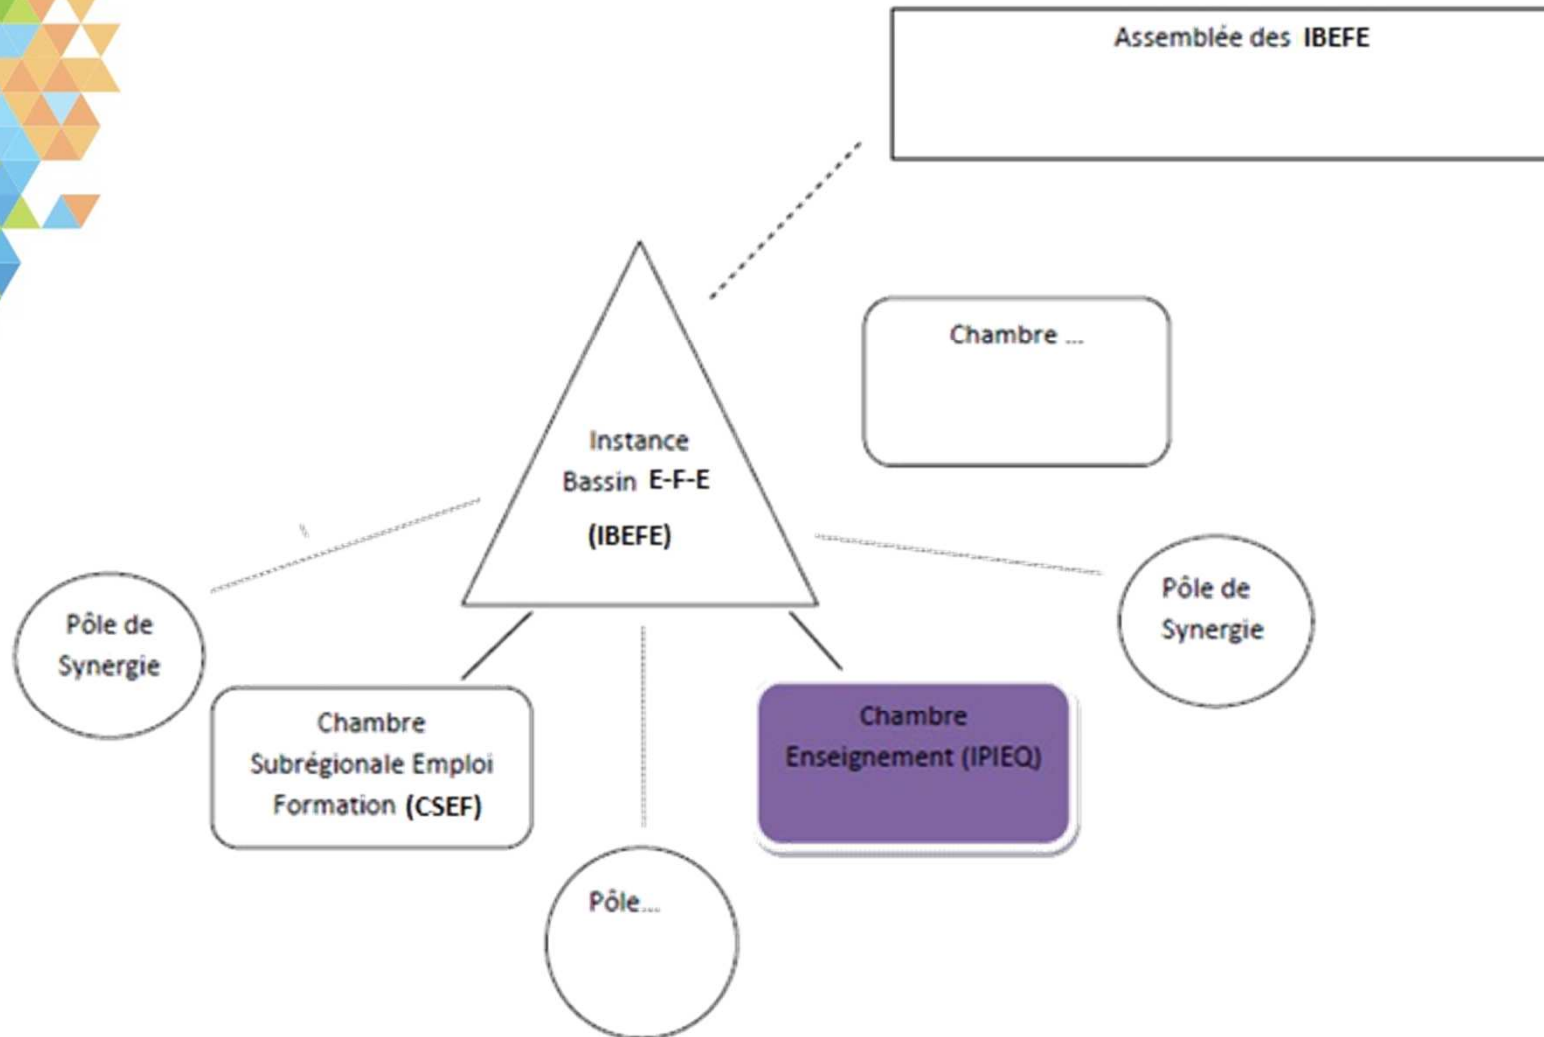 Assemblée des IBEFE
Chambre ...
Instance
Bassin E-F-E
(IBEFE)
Pôle de
Synergie
Pôle de
Synergie
Chambre
Subrégionale Emploi
Formation (CSEF)
Chambre
Enseignement (IPIEQ)
Pôle...